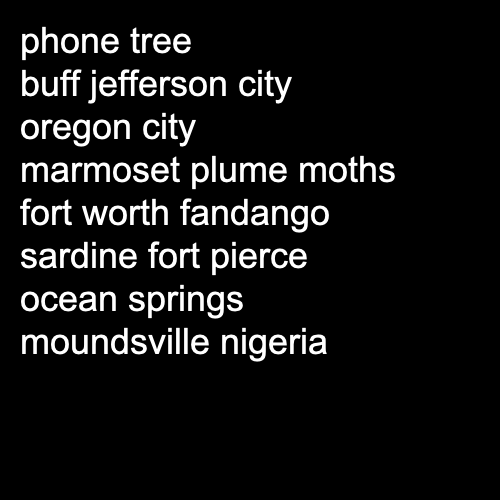 phone tree
buff jefferson city
oregon city
marmoset plume moths
fort worth fandango
sardine fort pierce
ocean springs
moundsville nigeria